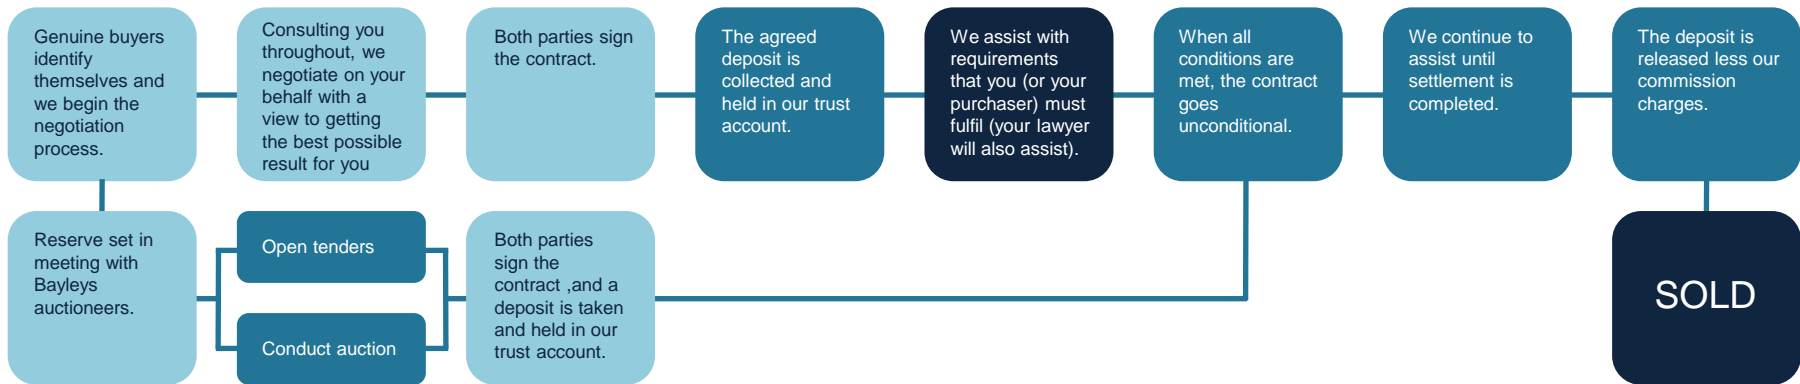 Genuine buyers
identify
themselves and
we begin the
negotiation
process.
Consulting you
throughout, we
negotiate on your
behalf with a
view to getting
the best possible
result for you
Both parties sign
the contract.
The agreed
deposit is
collected and
held in our trust
account.
We assist with
requirements
that you (or your
purchaser) must
fulfil (your lawyer
will also assist).
When all
conditions are
met, the contract
goes
unconditional.
We continue to
assist until
settlement is
completed.
The deposit is
released less our
commission
charges.
Reserve set in
meeting with
Bayleys
auctioneers.
Open tenders
Conduct auction
Both parties
sign the
contract ,and a
deposit is taken
and held in our
trust account.
SOLD